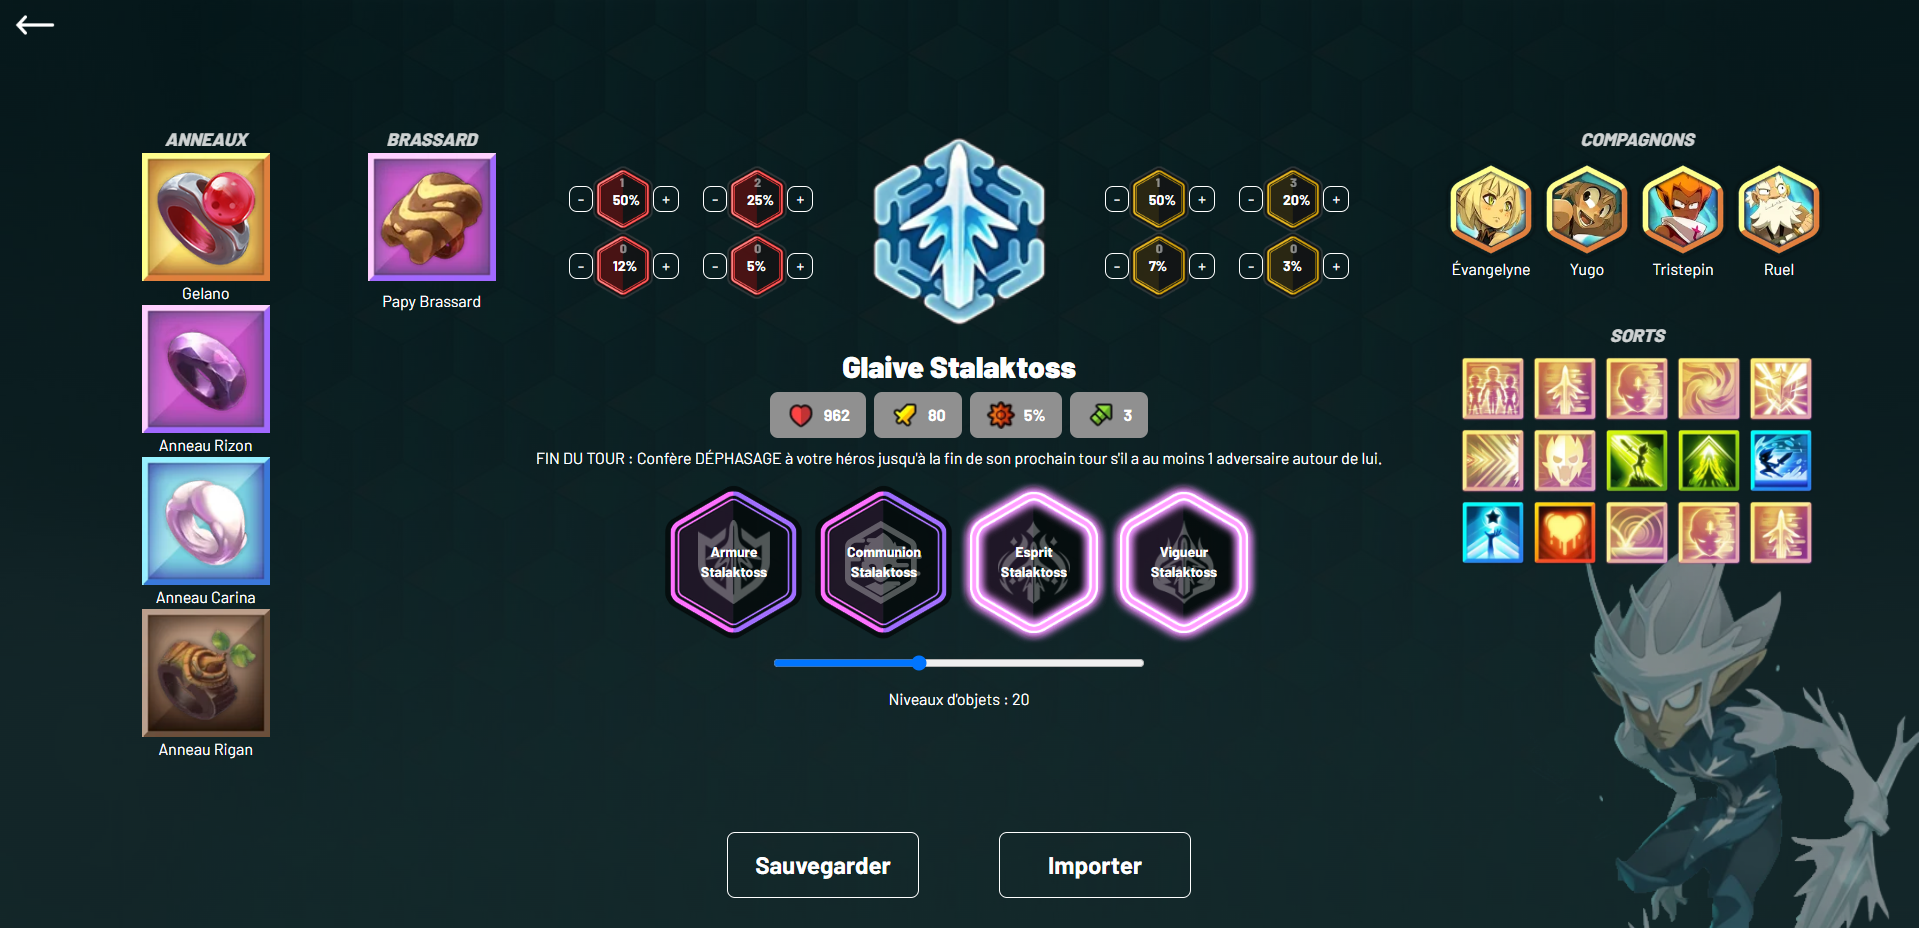 ANNEAUX
Gelano
Anneau Rizon
Anneau Carina
Anneau Rigan
BRASSARD
Papy Brassard
- 1 50% +
- 2 25% +
- 0 12% +
- 0 5% +
- 1 50% +
- 3 20% +
- 0 7% +
- 0 3% +
Glaive Stalaktoss
962 80 5% 3
FIN DU TOUR : Confère DÉPHASAGE à votre héros jusqu'à la fin de son prochain tour s'il a au moins 1 adversaire autour de lui.
Armure
Stalaktoss
Communion
Stalaktoss
Esprit
Stalaktoss
Vigueur
Stalaktoss
Niveaux d'objets : 20
Sauvegarder
Importer
COMPAGNONS
Évangelyne
Yugo
Tristepin
Ruel
SORTS